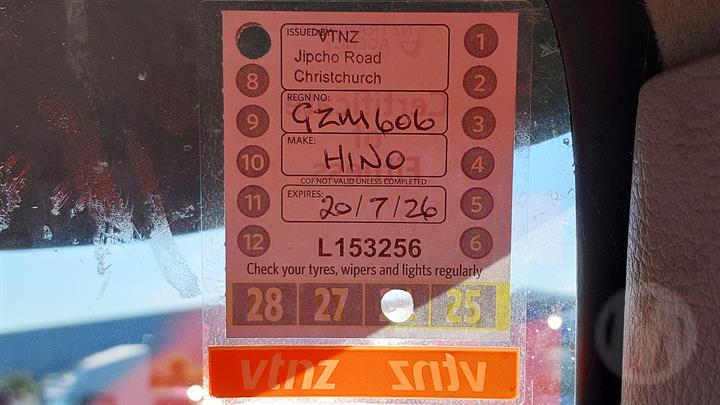 ISSUED BY:
VTNZ
Jipcho Road
Christchurch
REGN NO:
GZM606
MAKE:
HINO
COF NOT VALID UNLESS COMPLETED
EXPIRES:
20/7/26
1
8
2
9
3
10
4
11
5
12
6
L153256
Check your tyres, wipers and lights regularly
28 27 25
vtnz vtnz